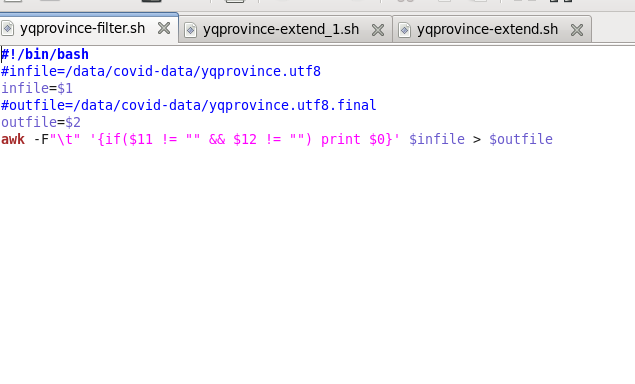 yqprovince-filter.sh yqprovince-extend_1.sh yqprovince-extend.sh
#!/bin/bash
#infile=/data/covid-data/yqprovince.utf8
infile=$1
#outfile=/data/covid-data/yqprovince.utf8.final
outfile=$2
awk -F"\t" '{if($11 != "" && $12 != "") print $0}' $infile > $outfile